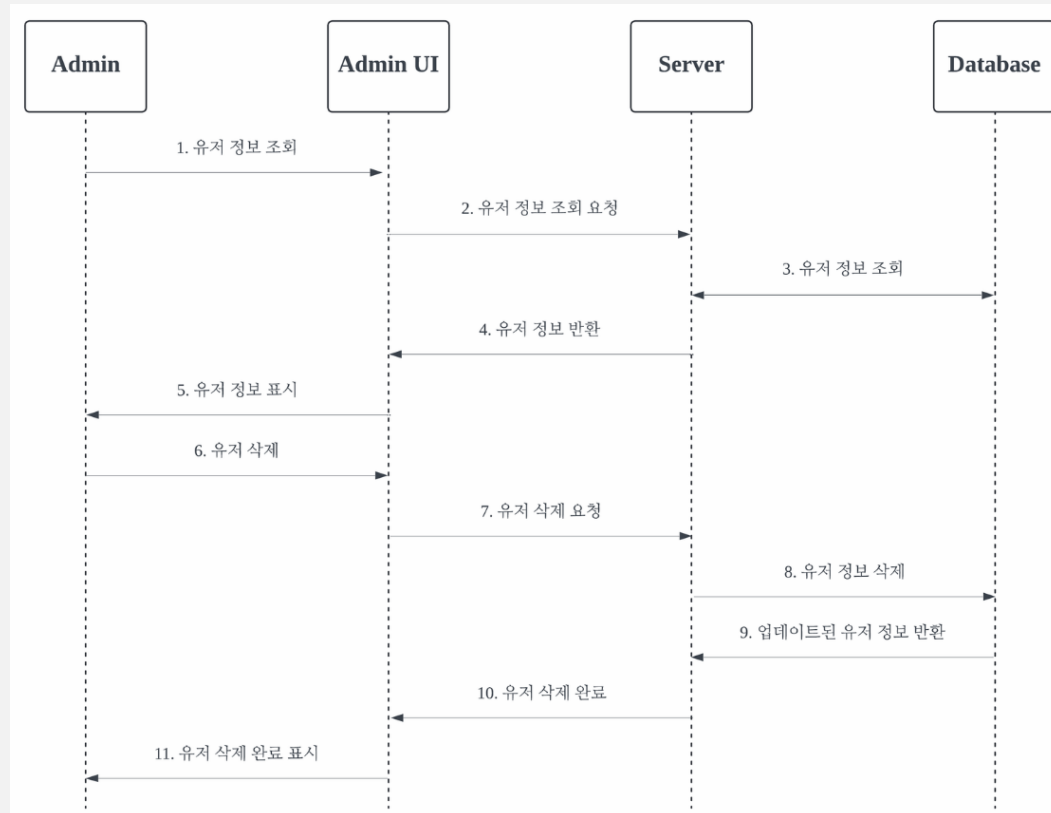 Admin
Admin UI
Server
Database
1. 유저 정보 조회
2. 유저 정보 조회 요청
3. 유저 정보 조회
4. 유저 정보 반환
5. 유저 정보 표시
6. 유저 삭제
7. 유저 삭제 요청
8. 유저 정보 삭제
9. 업데이트된 유저 정보 반환
10. 유저 삭제 완료
11. 유저 삭제 완료 표시